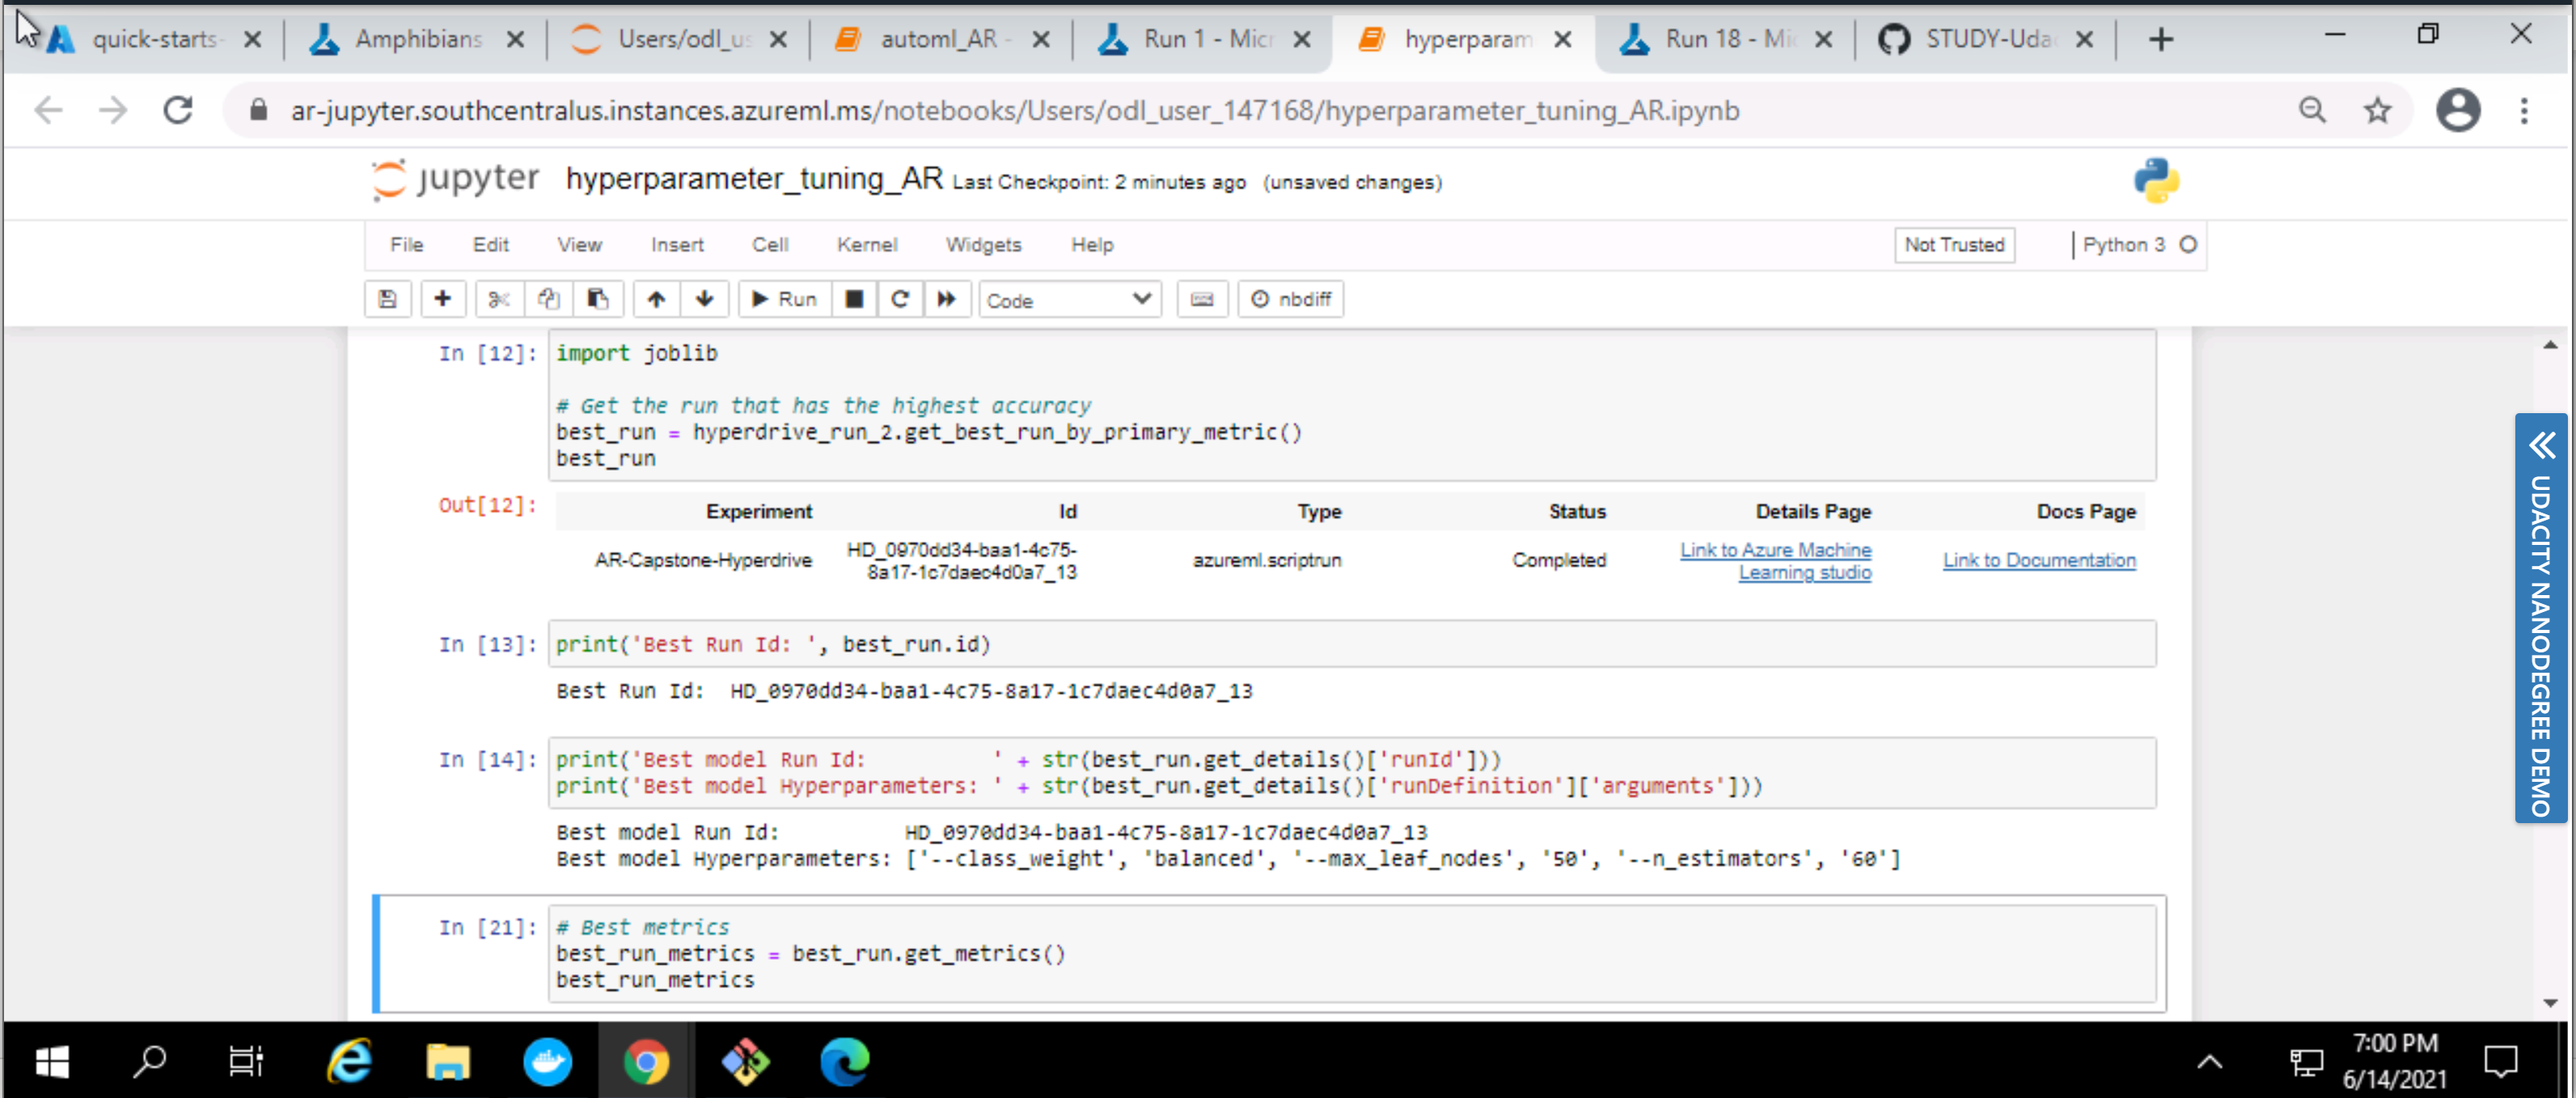 quick-starts-
Amphibians
Users/odl_us
automl_AR -
Run 1 - Micr
hyperparam
Run 18 - Mi
STUDY-Uda
ar-jupyter.southcentralus.instances.azureml.ms/notebooks/Users/odl_user_147168/hyperparameter_tuning_AR.ipynb
jupyter hyperparameter_tuning_AR Last Checkpoint: 2 minutes ago (unsaved changes)
File Edit View Insert Cell Kernel Widgets Help Not Trusted Python 3
Run Code nbdiff
In [12]: import joblib
# Get the run that has the highest accuracy
best_run = hyperdrive_run_2.get_best_run_by_primary_metric()
best_run
Out[12]: Experiment Id Type Status Details Page Docs Page
AR-Capstone-Hyperdrive HD_0970dd34-baa1-4c75- azureml.scriptrun Completed Link to Azure Machine Link to Documentation
8a17-1c7daec4d0a7_13 Learning studio
In [13]: print('Best Run Id: ', best_run.id)
Best Run Id:  HD_0970dd34-baa1-4c75-8a17-1c7daec4d0a7_13
In [14]: print('Best model Run Id:          ' + str(best_run.get_details()['runId']))
print('Best model Hyperparameters: ' + str(best_run.get_details()['runDefinition']['arguments']))
Best model Run Id:          HD_0970dd34-baa1-4c75-8a17-1c7daec4d0a7_13
Best model Hyperparameters: ['--class_weight', 'balanced', '--max_leaf_nodes', '50', '--n_estimators', '60']
In [21]: # Best metrics
best_run_metrics = best_run.get_metrics()
best_run_metrics
UDACITY NANODEGREE DEMO
7:00 PM
6/14/2021